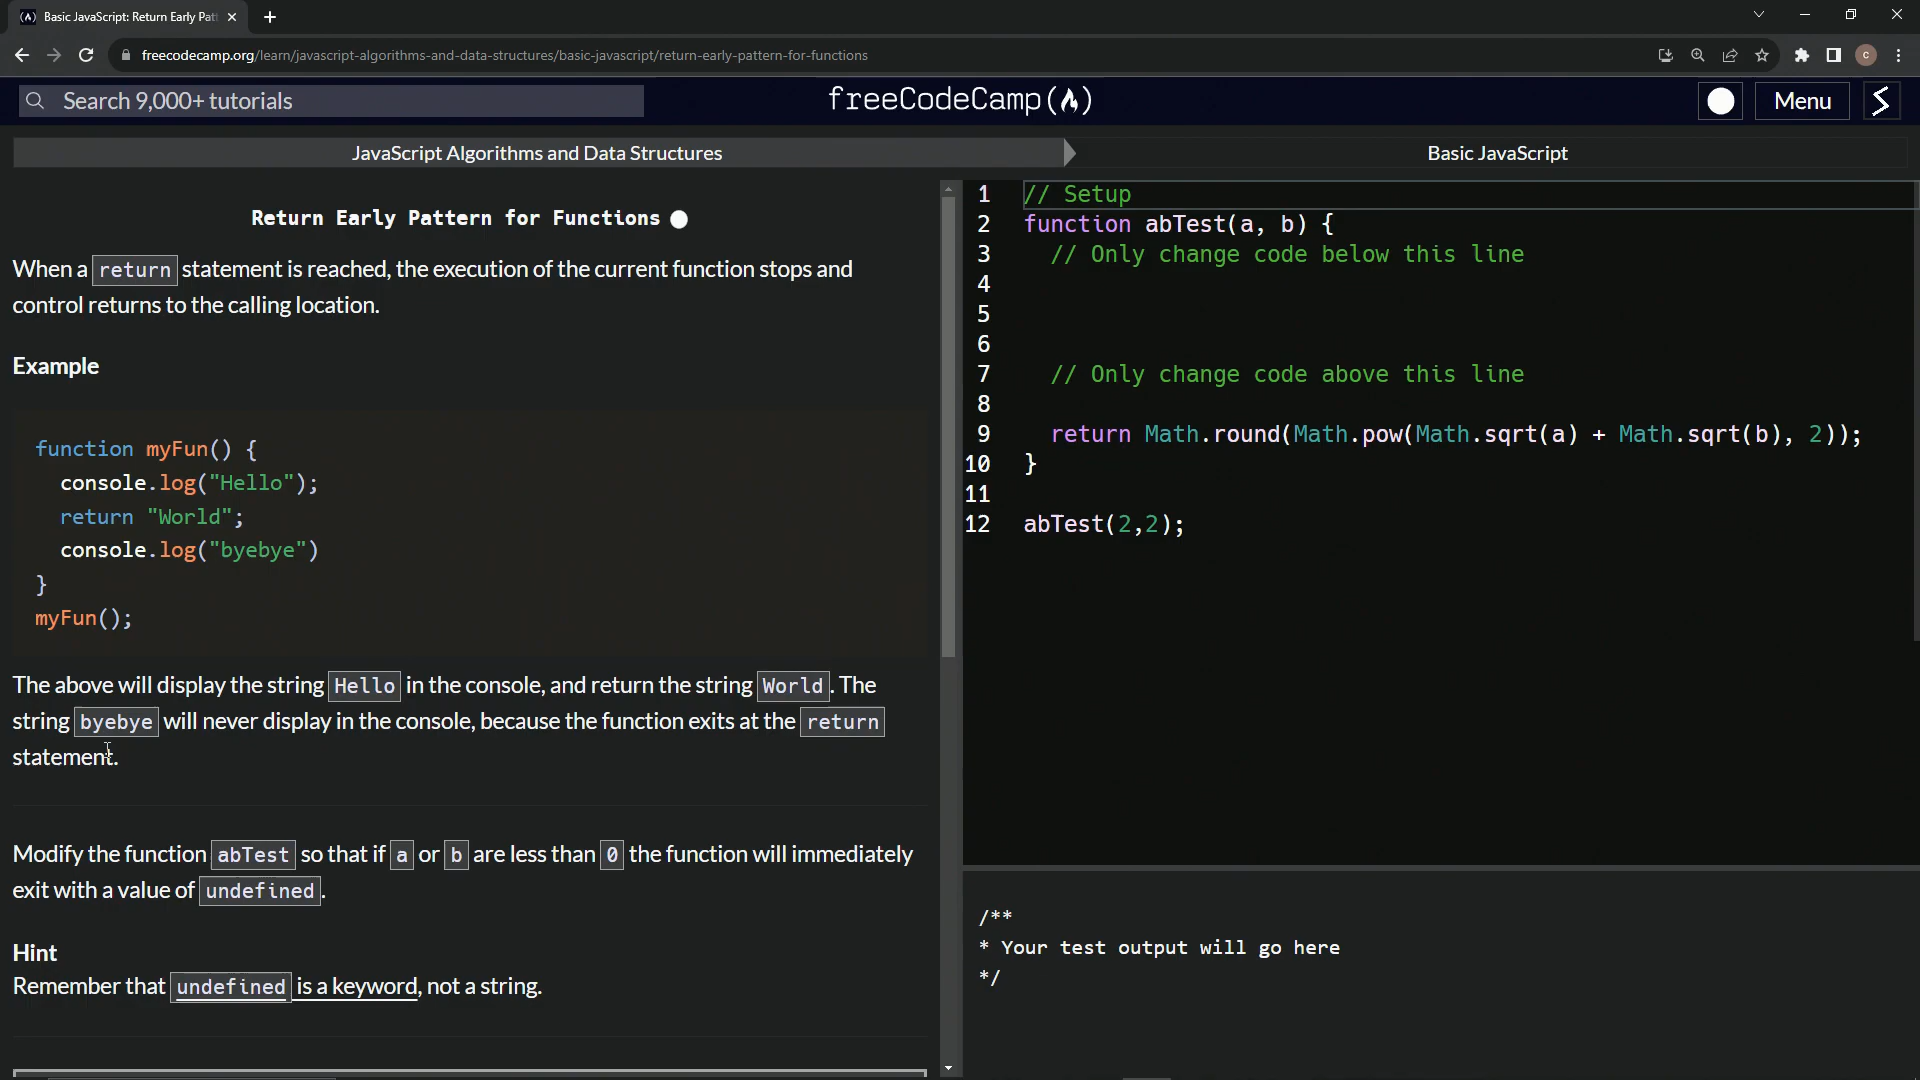 Basic JavaScript: Return Early Pat
freecodecamp.org/learn/javascript-algorithms-and-data-structures/basic-javascript/return-early-pattern-for-functions
c
Search 9,000+ tutorials
freeCodeCamp
Menu
JavaScript Algorithms and Data Structures
Basic JavaScript
Return Early Pattern for Functions
When a return statement is reached, the execution of the current function stops and
control returns to the calling location.
Example
function myFun() {
console.log("Hello");
return "World";
console.log("byebye")
}
myFun();
The above will display the string Hello in the console, and return the string World. The
string byebye will never display in the console, because the function exits at the return
statement.
Modify the function abTest so that if a or b are less than 0 the function will immediately
exit with a value of undefined.
Hint
Remember that undefined is a keyword, not a string.
1 // Setup
2 function abTest(a, b) {
3 // Only change code below this line
4
5
6
7 // Only change code above this line
8
9 return Math.round(Math.pow(Math.sqrt(a) + Math.sqrt(b), 2));
10 }
11
12 abTest(2,2);
/**
* Your test output will go here
*/